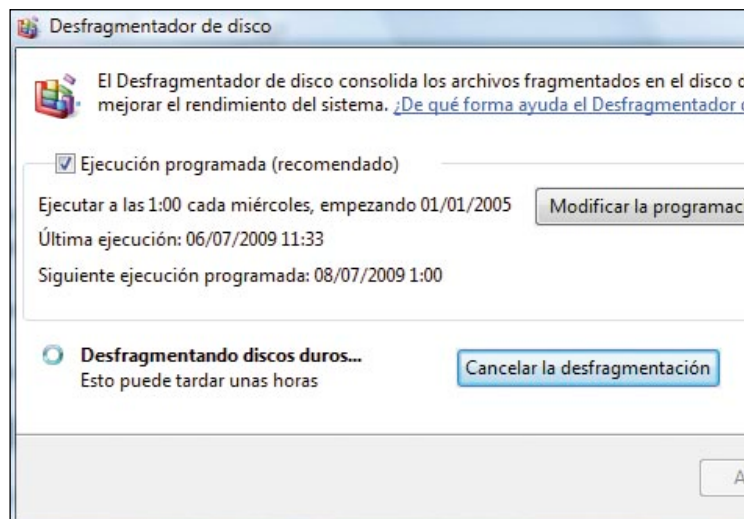 Desfragmentador de disco
El Desfragmentador de disco consolida los archivos fragmentados en el disco
mejorar el rendimiento del sistema. ¿De qué forma ayuda el Desfragmentador
Ejecución programada (recomendado)
Ejecutar a las 1:00 cada miércoles, empezando 01/01/2005
Modificar la programac
Última ejecución: 06/07/2009 11:33
Siguiente ejecución programada: 08/07/2009 1:00
Desfragmentando discos duros...
Esto puede tardar unas horas
Cancelar la desfragmentación